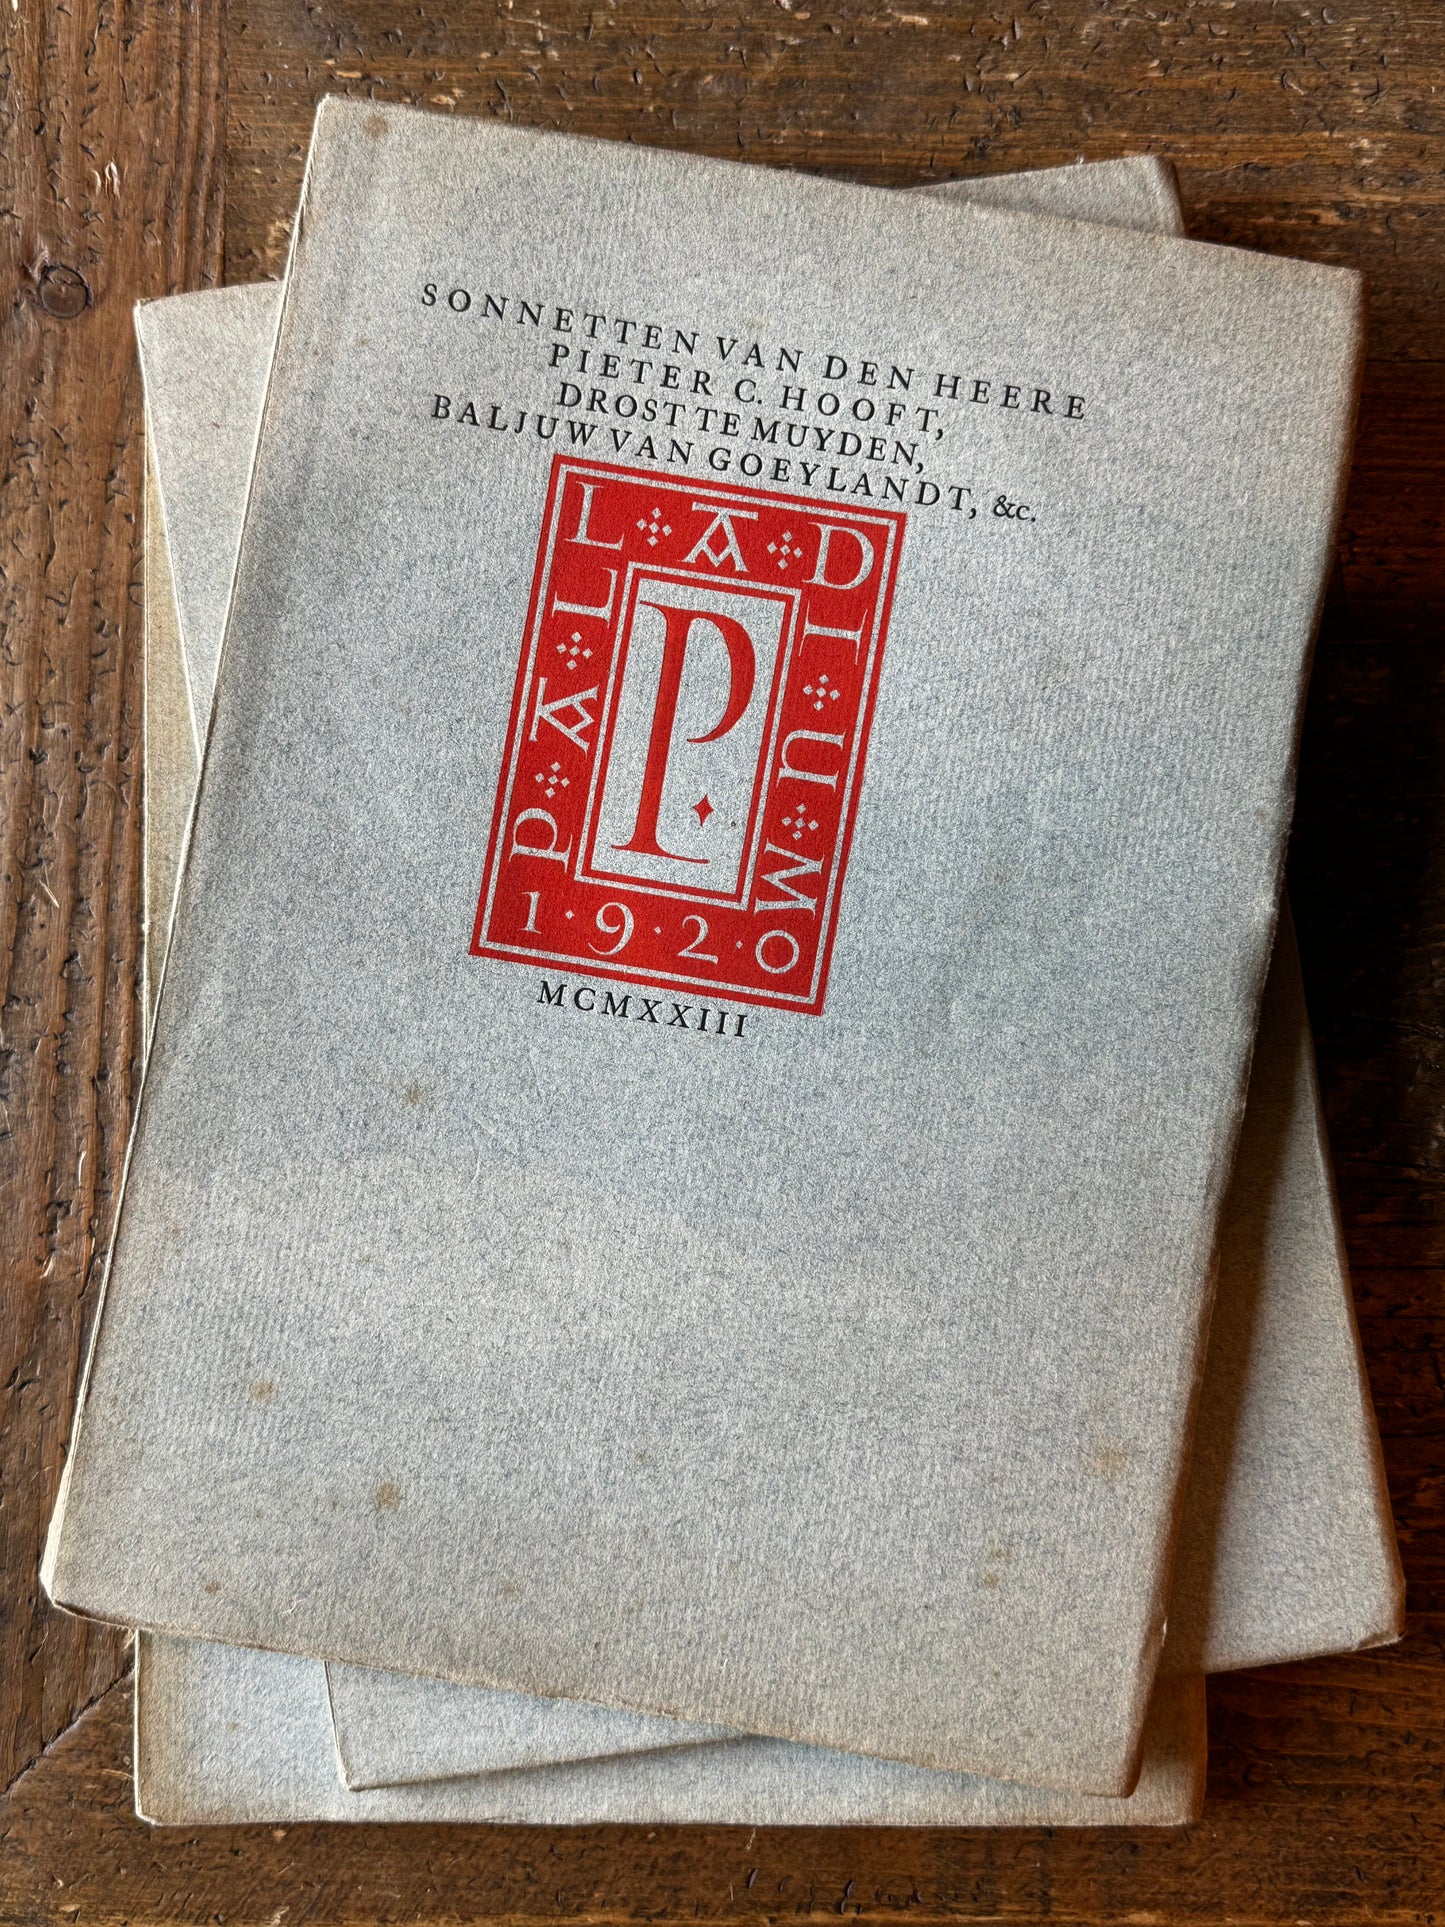 SONNETTEN VAN DEN HEERE
PIETER C. HOOFT,
DROST TE MUYDEN,
BALJUW VAN GOEYLANDT, &c.
PALLADIUM
P
1·9·2·0
MCMXXIII